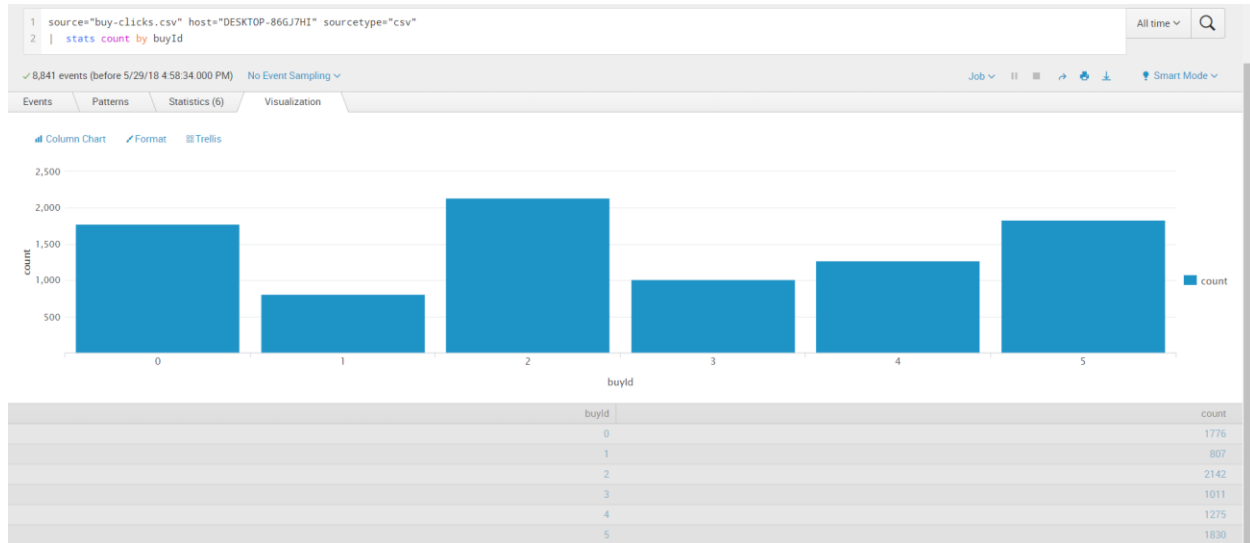 1 source="buy-clicks.csv" host="DESKTOP-86GJ7HI" sourcetype="csv"
2 | stats count by buyId
All time
8,841 events (before 5/29/18 4:58:34.000 PM) No Event Sampling
Job
Smart Mode
Events Patterns Statistics (6) Visualization
Column Chart Format Trellis
2,500
2,000
1,500
1,000
500
count
count
0 1 2 3 4 5
buyId
buyId count
0 1776
1 807
2 2142
3 1011
4 1275
5 1830